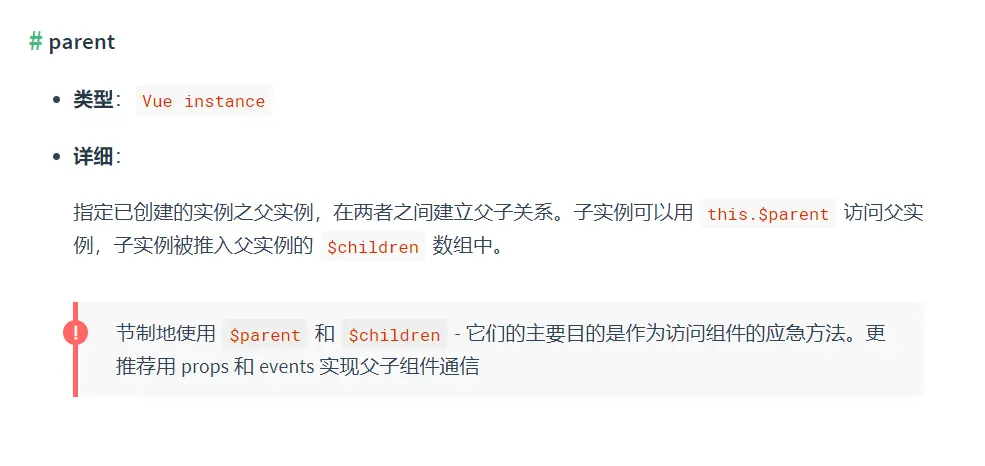 # parent
• 类型： Vue instance
• 详细：
指定已创建的实例之父实例，在两者之间建立父子关系。子实例可以用 this.$parent 访问父实
例，子实例被推入父实例的 $children 数组中。
!
节制地使用 $parent 和 $children - 它们的主要目的是作为访问组件的应急方法。更
推荐用 props 和 events 实现父子组件通信